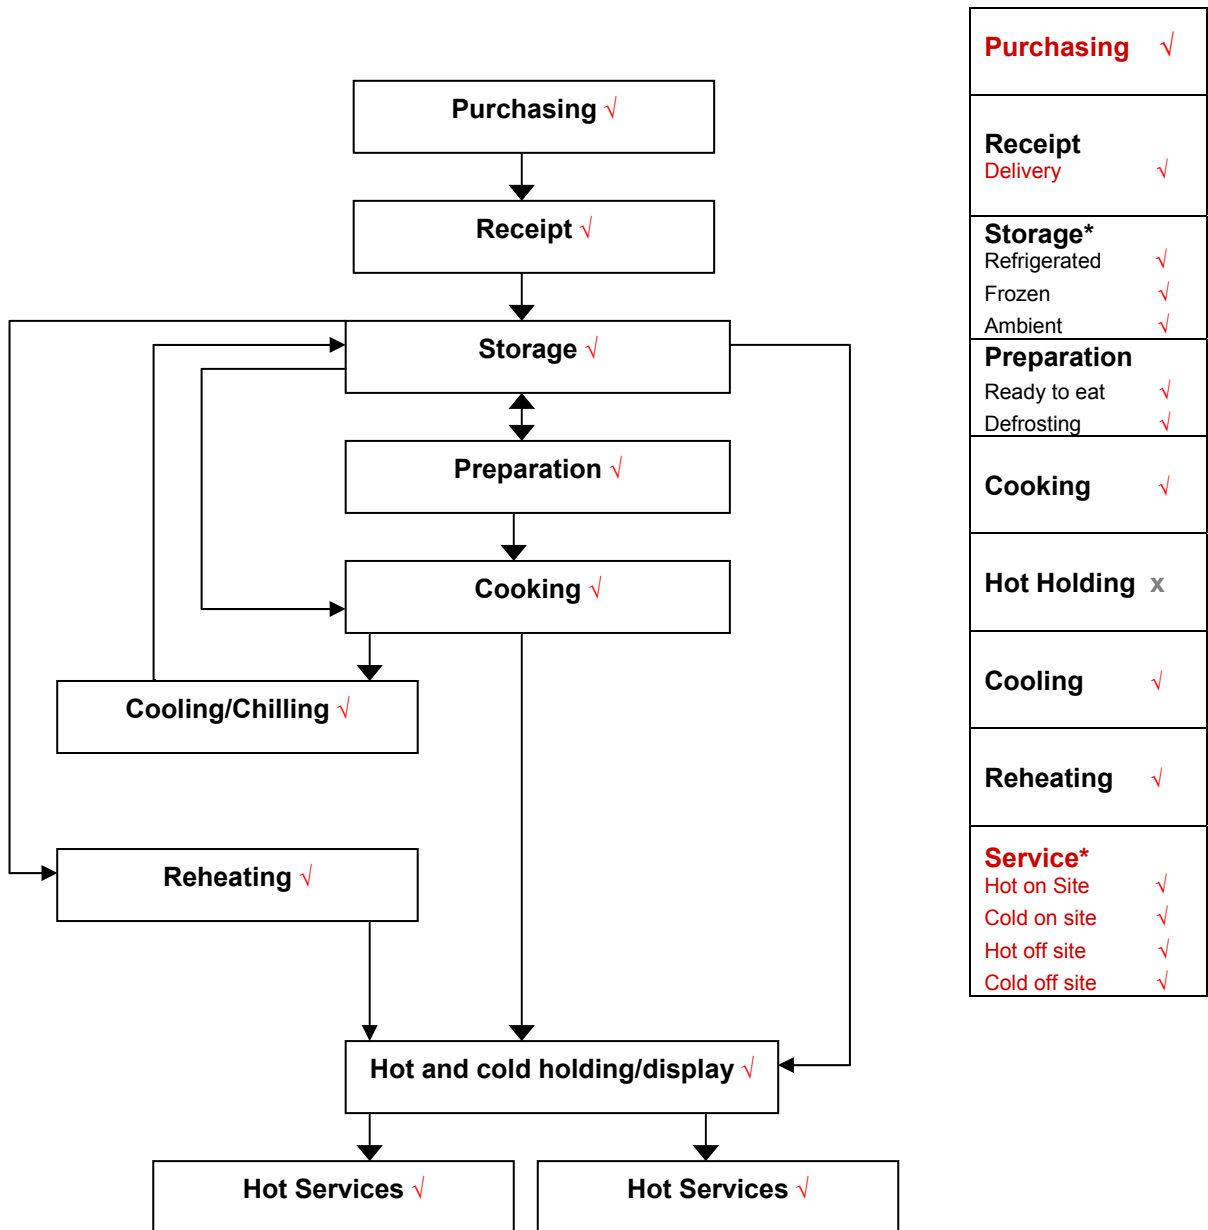 Purchasing √
Receipt √
Storage √
Preparation √
Cooking √
Cooling/Chilling √
Reheating √
Hot and cold holding/display √
Hot Services √
Hot Services √
Purchasing √
Receipt
Delivery √
Storage*
Refrigerated √
Frozen √
Ambient √
Preparation
Ready to eat √
Defrosting √
Cooking √
Hot Holding x
Cooling √
Reheating √
Service*
Hot on Site √
Cold on site √
Hot off site √
Cold off site √